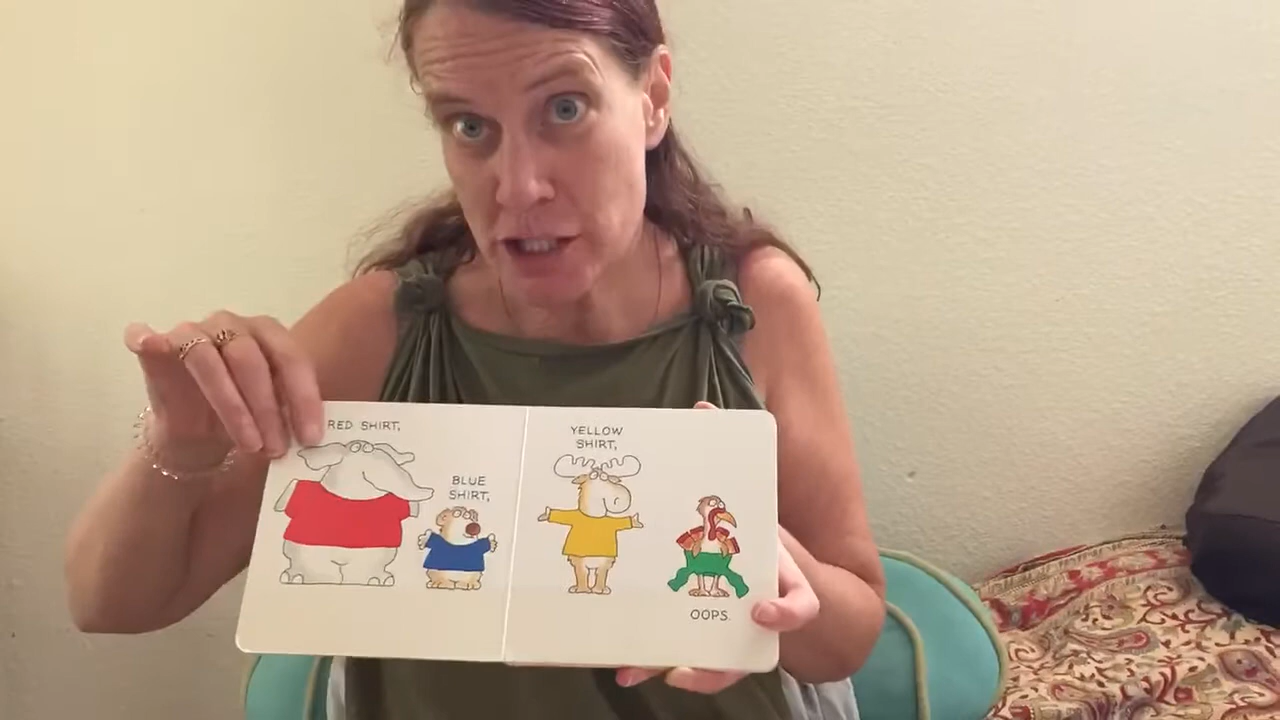 RED SHIRT,
BLUE
SHIRT,
YELLOW
SHIRT,
OOPS.